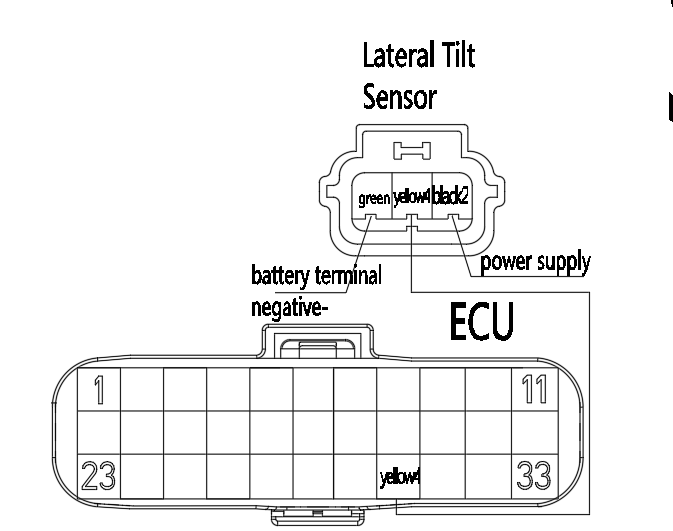 Lateral Tilt
Sensor
green yellow4 black2
battery terminal
negative-
power supply
ECU
1 11
23 yellow4 33